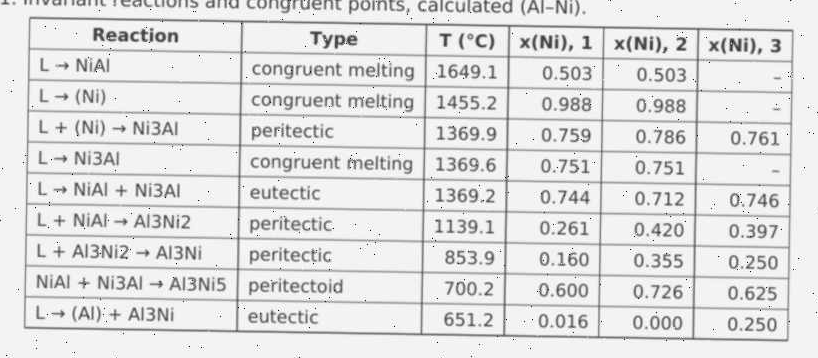 1. Invariant reactions and congruent points, calculated (Al–Ni).
Reaction Type T (°C) x(Ni), 1 x(Ni), 2 x(Ni), 3
L → NiAl congruent melting 1649.1 0.503 0.503 –
L → (Ni) congruent melting 1455.2 0.988 0.988 –
L + (Ni) → Ni3Al peritectic 1369.9 0.759 0.786 0.761
L → Ni3Al congruent melting 1369.6 0.751 0.751 –
L → NiAl + Ni3Al eutectic 1369.2 0.744 0.712 0.746
L + NiAl → Al3Ni2 peritectic 1139.1 0.261 0.420 0.397
L + Al3Ni2 → Al3Ni peritectic 853.9 0.160 0.355 0.250
NiAl + Ni3Al → Al3Ni5 peritectoid 700.2 0.600 0.726 0.625
L → (Al) + Al3Ni eutectic 651.2 0.016 0.000 0.250